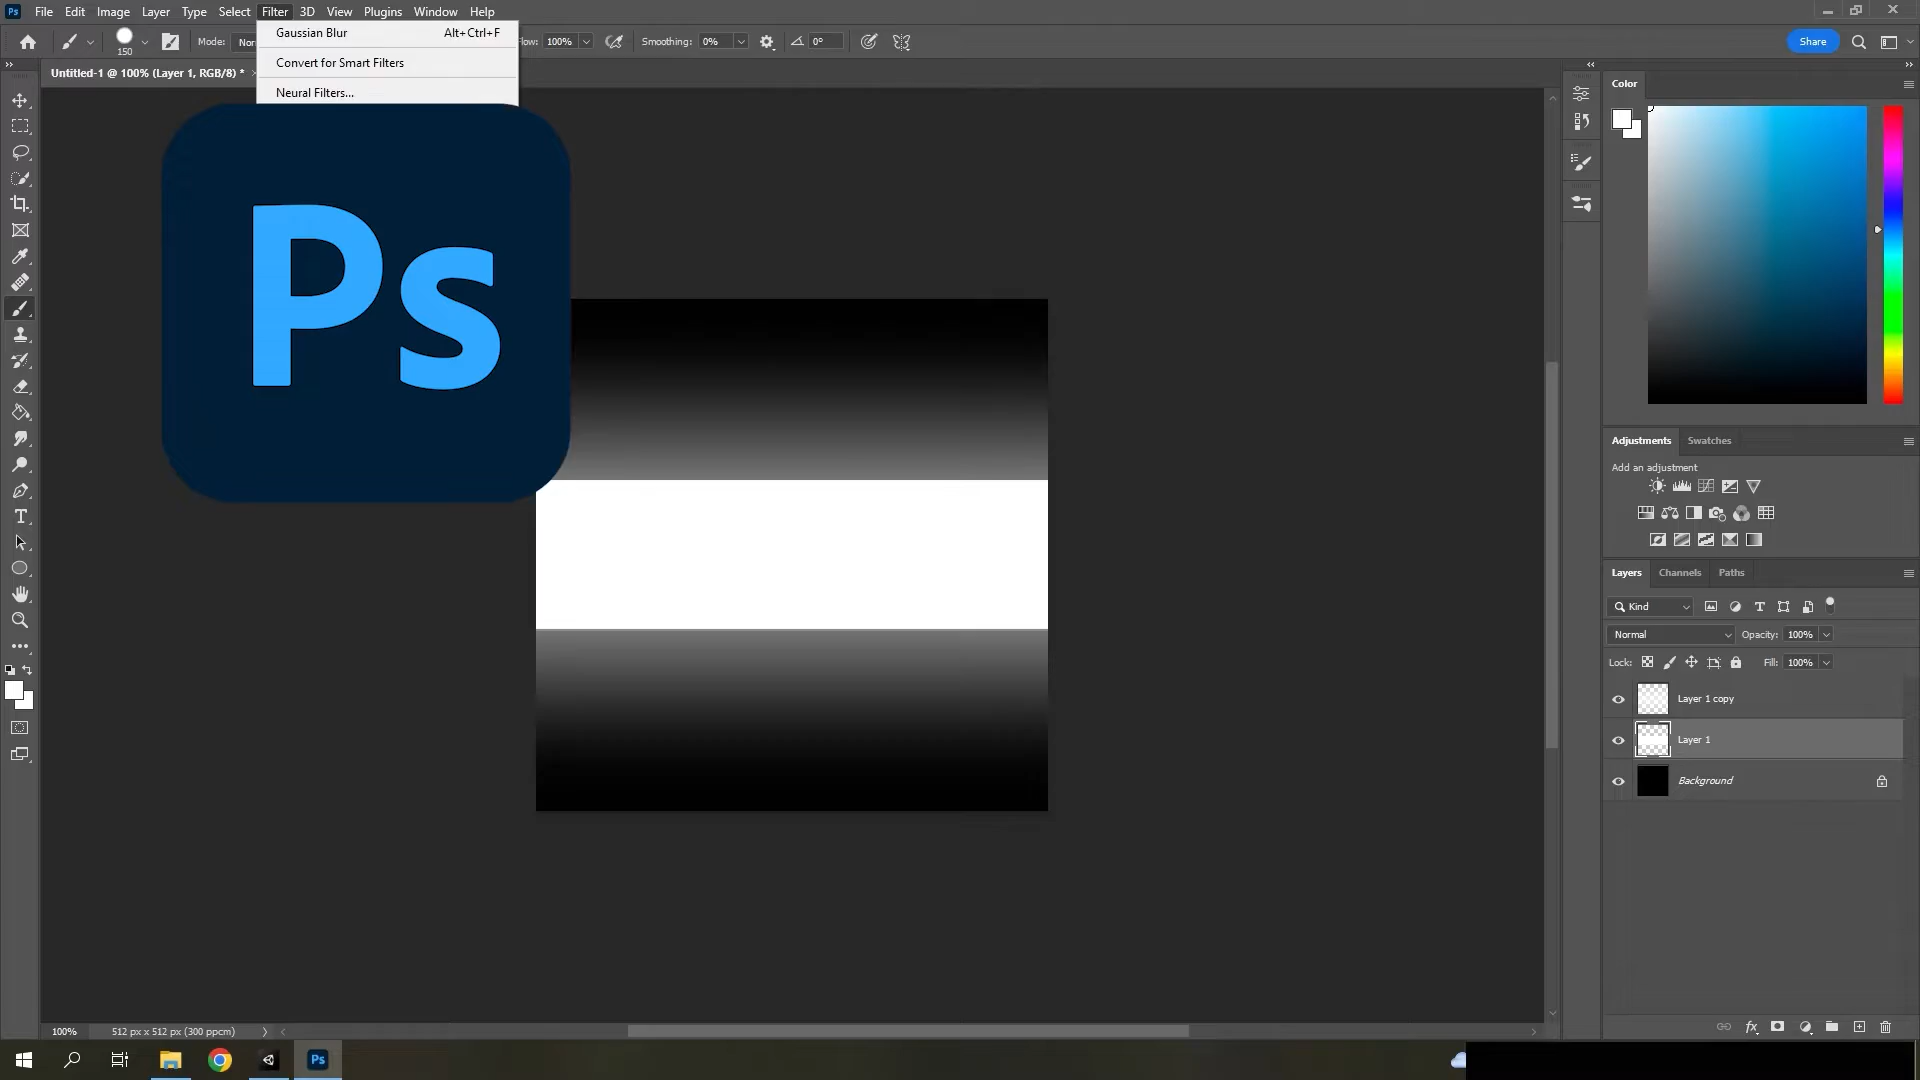 Ps File Edit Image Layer Type Select Filter 3D View Plugins Window Help
Gaussian Blur Alt+Ctrl+F
150 Mode: Flow: 100% Smoothing: 0% 0° Share
Convert for Smart Filters
Untitled-1 @ 100% (Layer 1, RGB/8) *
Neural Filters...
Ps
Color
Adjustments Swatches
Add an adjustment
T
Layers Channels Paths
Kind T
Normal Opacity: 100%
Lock: Fill: 100%
Layer 1 copy
Layer 1
Background
fx
100% 512 px x 512 px (300 ppcm)
Ps